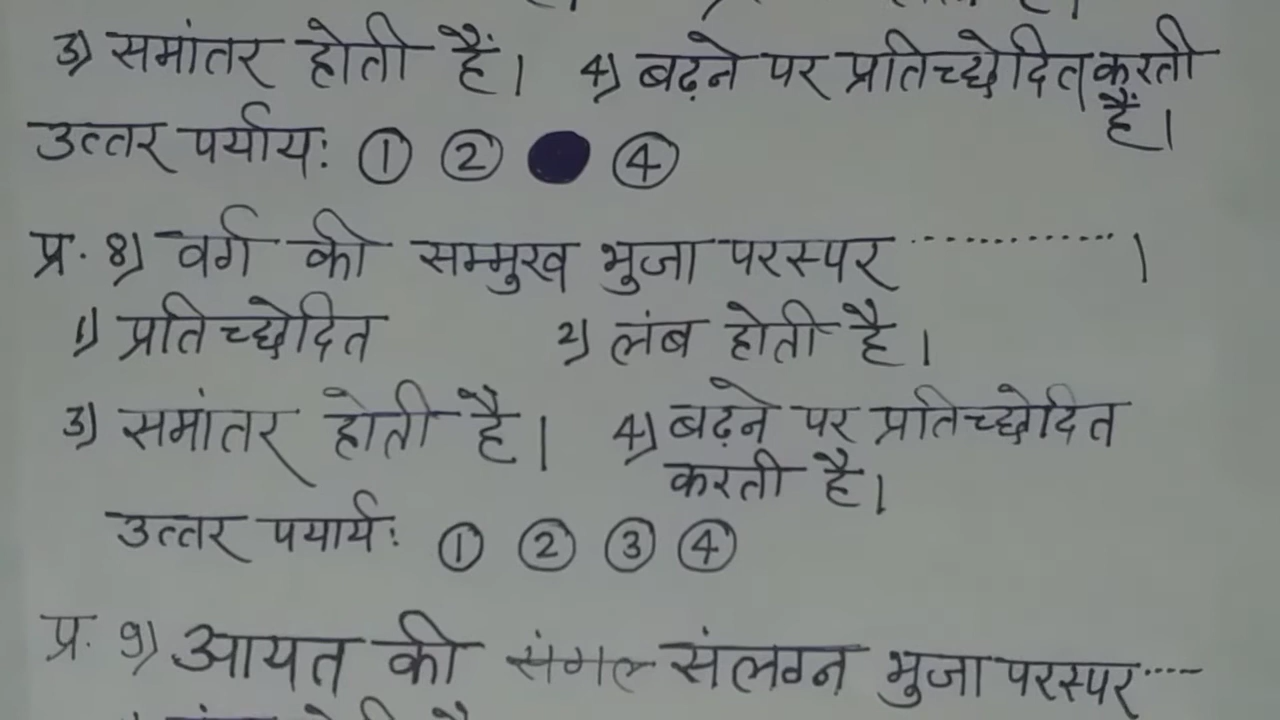 3) समांतर होती हैं। 4) बढ़ने पर प्रतिच्छेदित करती हैं।
उत्तर पर्याय: ① ② ④
प्र. 8) वर्ग की सम्मुख भुजा परस्पर ............ ।
1) प्रतिच्छेदित 2) लंब होती है।
3) समांतर होती है। 4) बढ़ने पर प्रतिच्छेदित
करती है।
उत्तर पयार्य: ① ② ③ ④
प्र. 9) आयत की संलग्न भुजा परस्पर ....